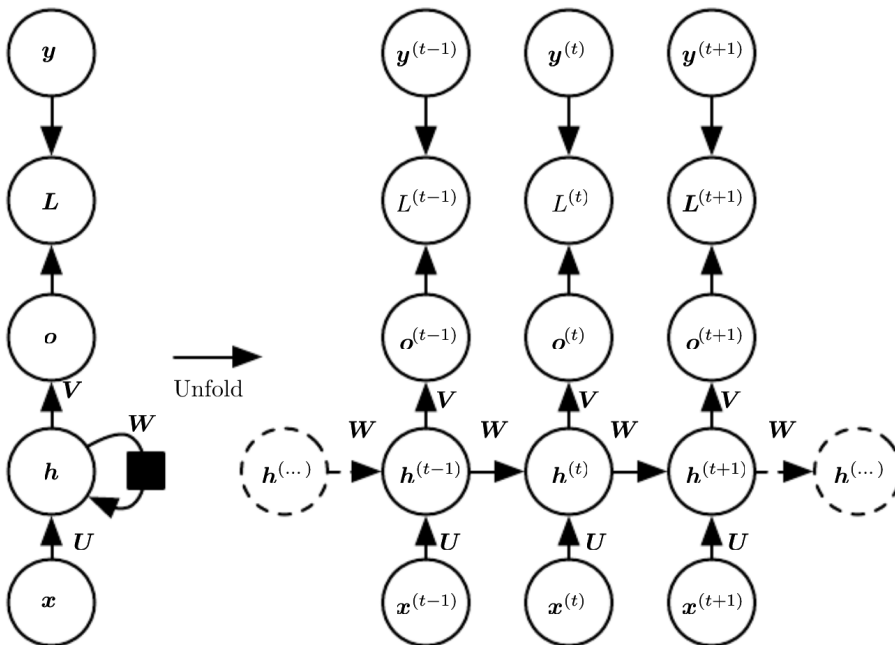 y y^(t−1) y^(t) y^(t+1)
L L^(t−1) L^(t) L^(t+1)
o o^(t−1) o^(t) o^(t+1)
Unfold
V V V V
W W W W W
h h^(...) h^(t−1) h^(t) h^(t+1) h^(...)
U U U U
x x^(t−1) x^(t) x^(t+1)